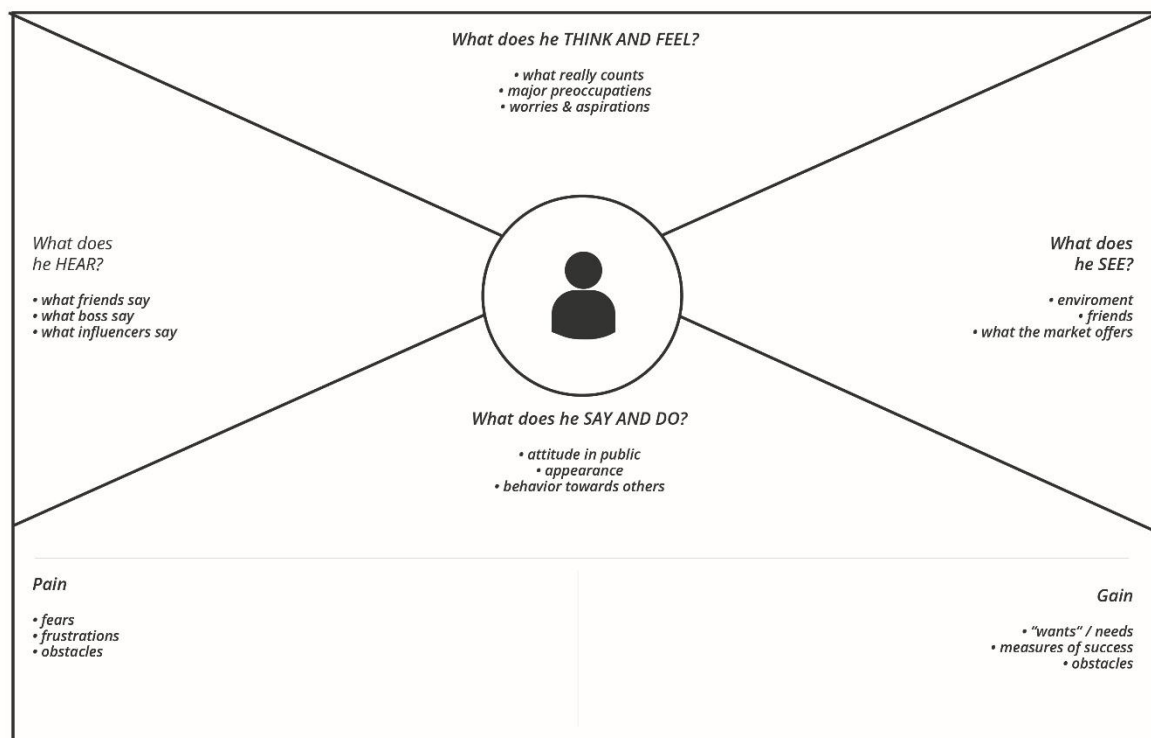 What does he THINK AND FEEL?
• what really counts
• major preoccupatiens
• worries & aspirations
What does
he HEAR?
• what friends say
• what boss say
• what influencers say
What does
he SEE?
• enviroment
• friends
• what the market offers
What does he SAY AND DO?
• attitude in public
• appearance
• behavior towards others
Pain
• fears
• frustrations
• obstacles
Gain
• “wants” / needs
• measures of success
• obstacles